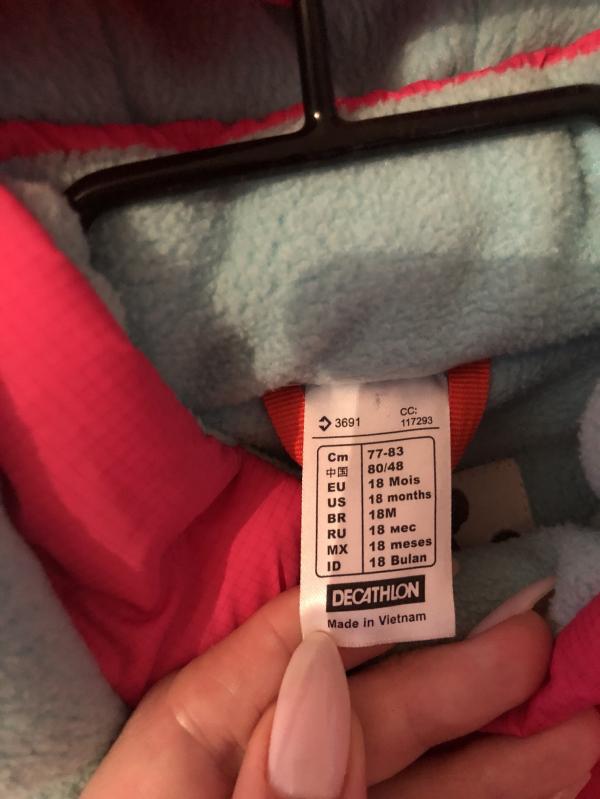 3691 CC:
117293
Cm 77-83
中国 80/48
EU 18 Mois
US 18 months
BR 18M
RU 18 мес
MX 18 meses
ID 18 Bulan
DECATHLON
Made in Vietnam